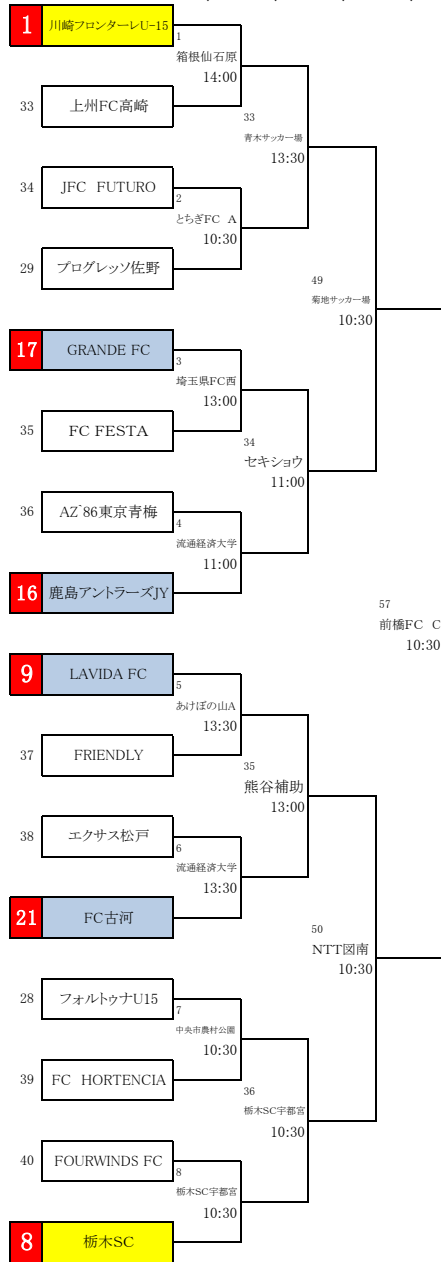 1 川崎フロンターレU-15
1
箱根仙石原
14:00
33 上州FC高崎
33
青木サッカー場
13:30
34 JFC FUTURO
2
とちぎFC A
10:30
29 プログレッソ佐野
49
菊地サッカー場
10:30
17 GRANDE FC
3
埼玉県FC西
13:00
35 FC FESTA
34
セキショウ
11:00
36 AZ`86東京青梅
4
流通経済大学
11:00
16 鹿島アントラーズJY
57
前橋FC C
10:30
9 LAVIDA FC
5
あけぼの山A
13:30
37 FRIENDLY
35
熊谷補助
13:00
38 エクサス松戸
6
流通経済大学
13:30
21 FC古河
50
NTT図南
10:30
28 フォルトゥナU15
7
中央市農村公園
10:30
39 FC HORTENCIA
36
栃木SC宇都宮
10:30
40 FOURWINDS FC
8
栃木SC宇都宮
10:30
8 栃木SC